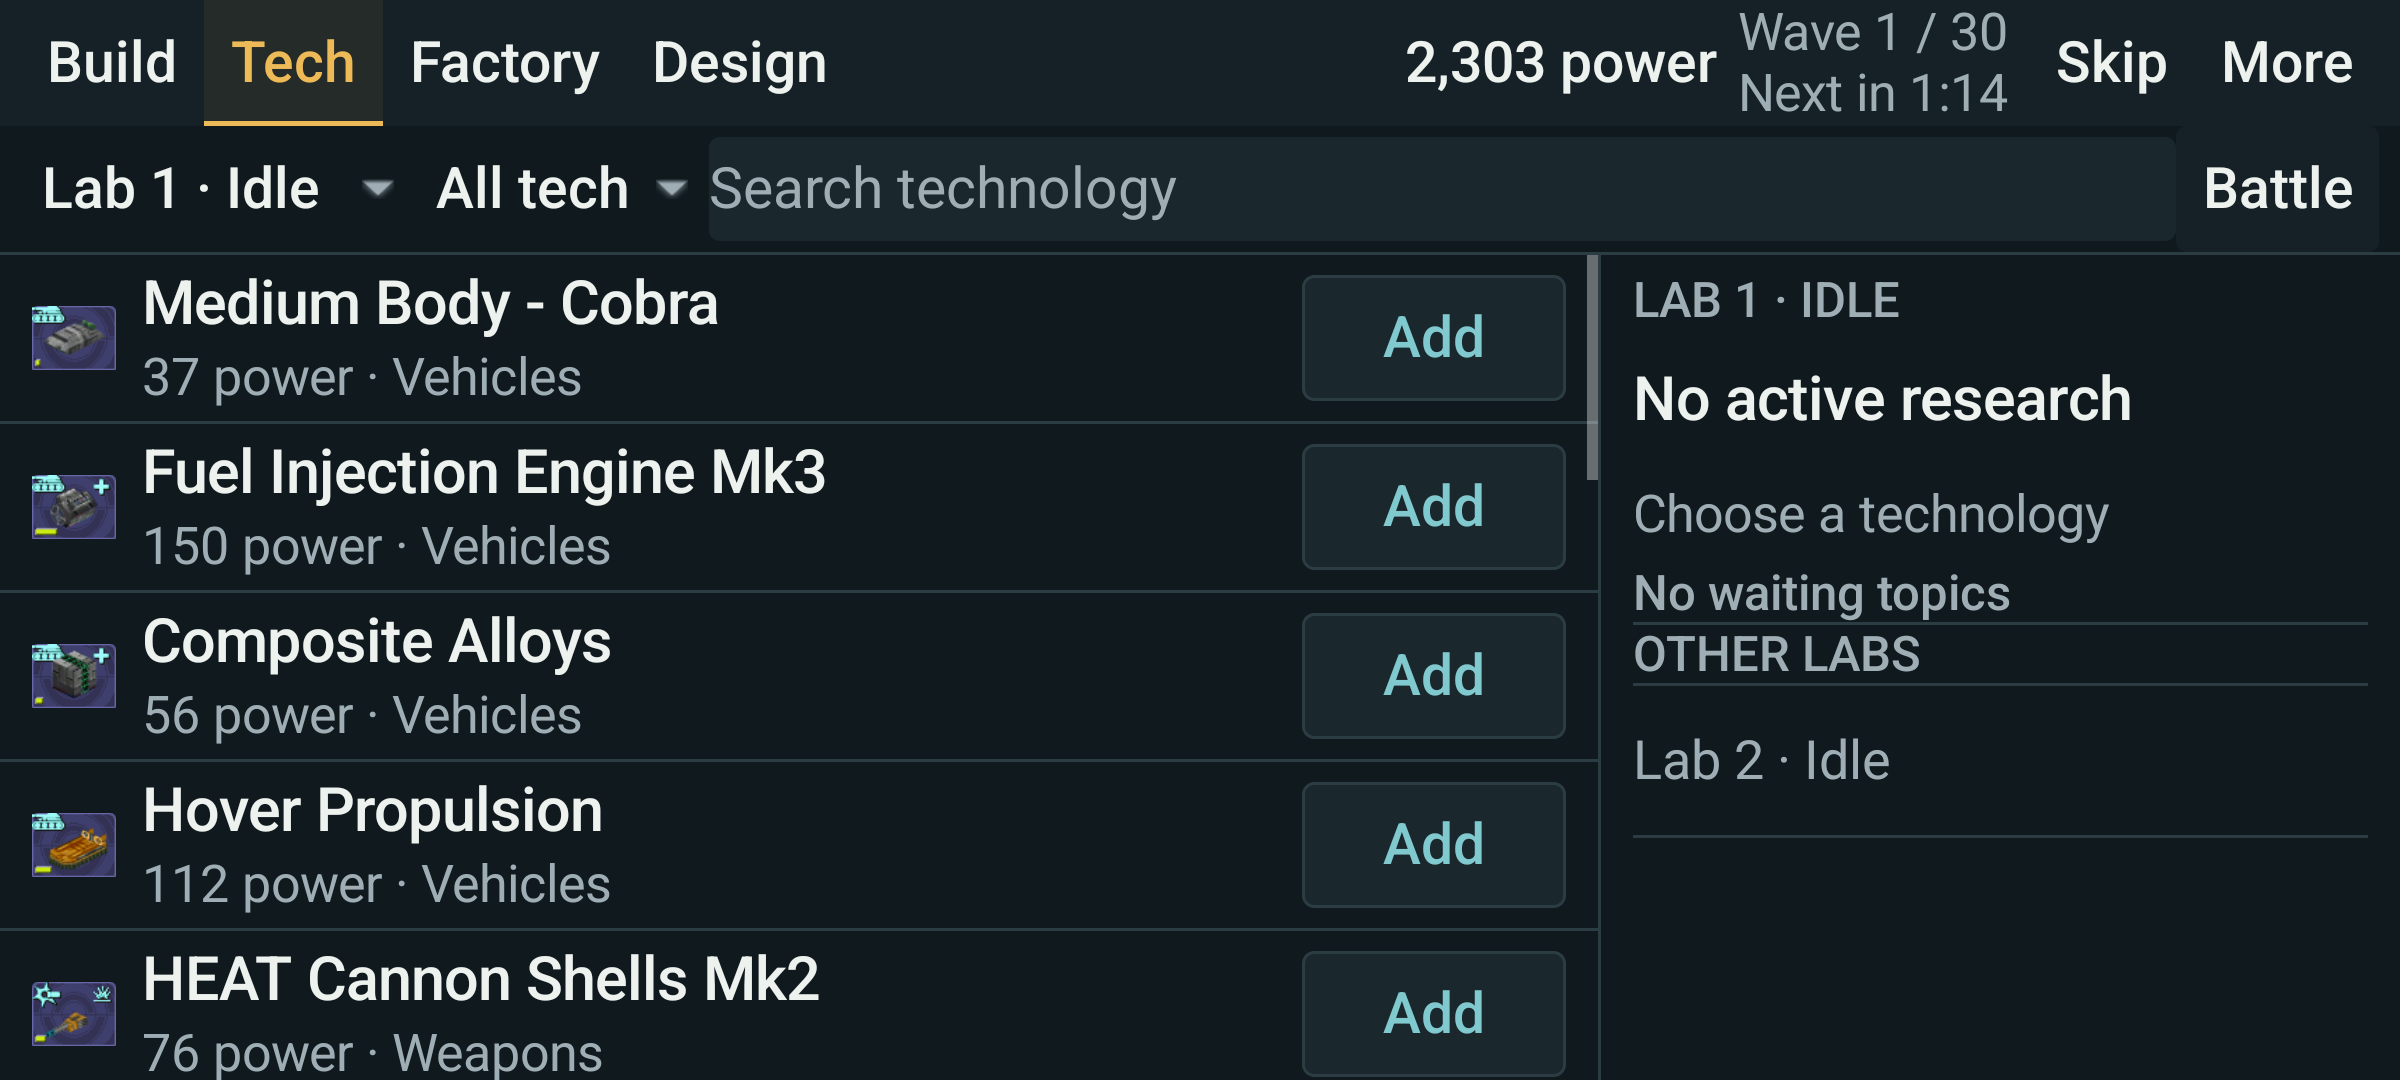 Build Tech Factory Design 2,303 power Wave 1 / 30 Next in 1:14 Skip More
Lab 1 · Idle All tech Search technology Battle
Medium Body - Cobra
37 power · Vehicles
Add
Fuel Injection Engine Mk3
150 power · Vehicles
Add
Composite Alloys
56 power · Vehicles
Add
Hover Propulsion
112 power · Vehicles
Add
HEAT Cannon Shells Mk2
76 power · Weapons
Add
LAB 1 · IDLE
No active research
Choose a technology
No waiting topics
OTHER LABS
Lab 2 · Idle